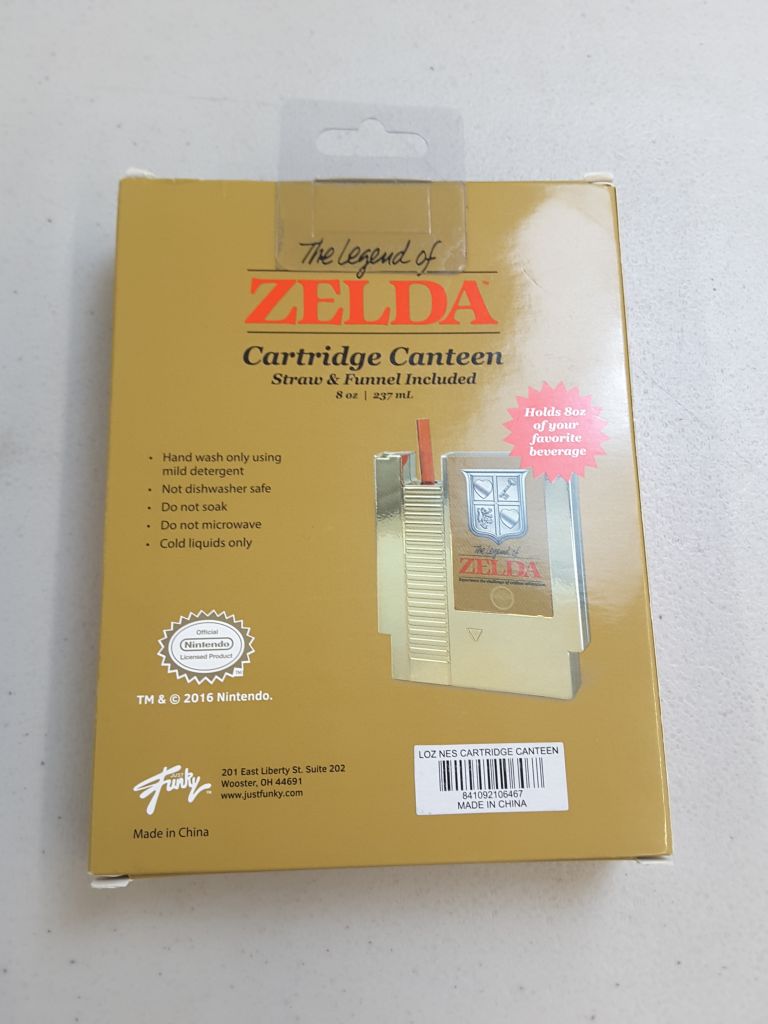 The Legend of
ZELDA™
Cartridge Canteen
Straw & Funnel Included
8 oz | 237 mL
Holds 8oz
of your
favorite
beverage
• Hand wash only using
mild detergent
• Not dishwasher safe
• Do not soak
• Do not microwave
• Cold liquids only
The Legend of
ZELDA
Official
Nintendo
Licensed Product
TM & © 2016 Nintendo.
JUST
Funky™
201 East Liberty St. Suite 202
Wooster, OH 44691
www.justfunky.com
Made in China
LOZ NES CARTRIDGE CANTEEN
841092106467
MADE IN CHINA